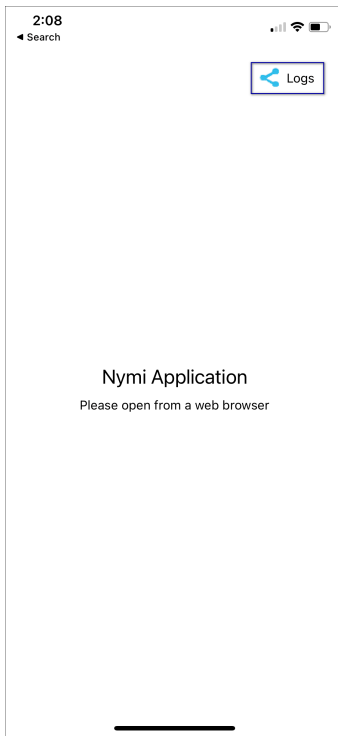 2:08
◀ Search
Logs
Nymi Application
Please open from a web browser